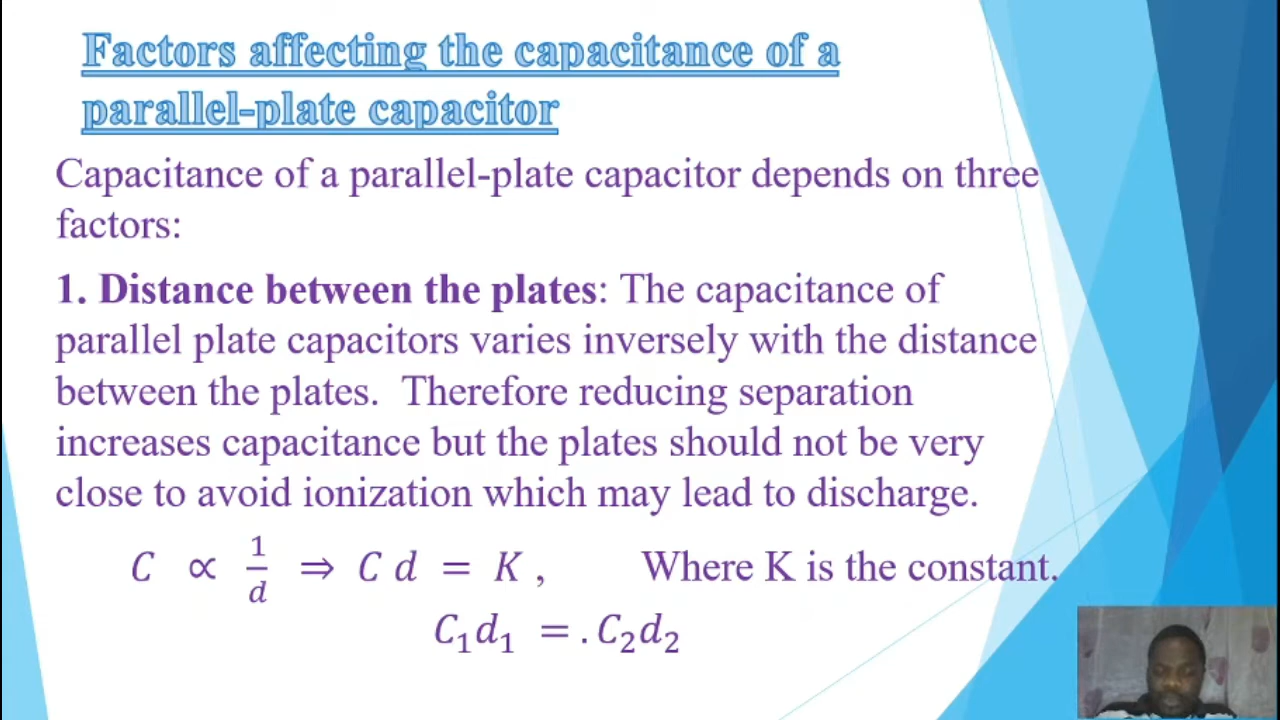 Factors affecting the capacitance of a
parallel-plate capacitor
Capacitance of a parallel-plate capacitor depends on three
factors:
1. Distance between the plates: The capacitance of
parallel plate capacitors varies inversely with the distance
between the plates. Therefore reducing separation
increases capacitance but the plates should not be very
close to avoid ionization which may lead to discharge.
C ∝ 1/d ⇒ C d = K , Where K is the constant.
C₁d₁ = . C₂d₂